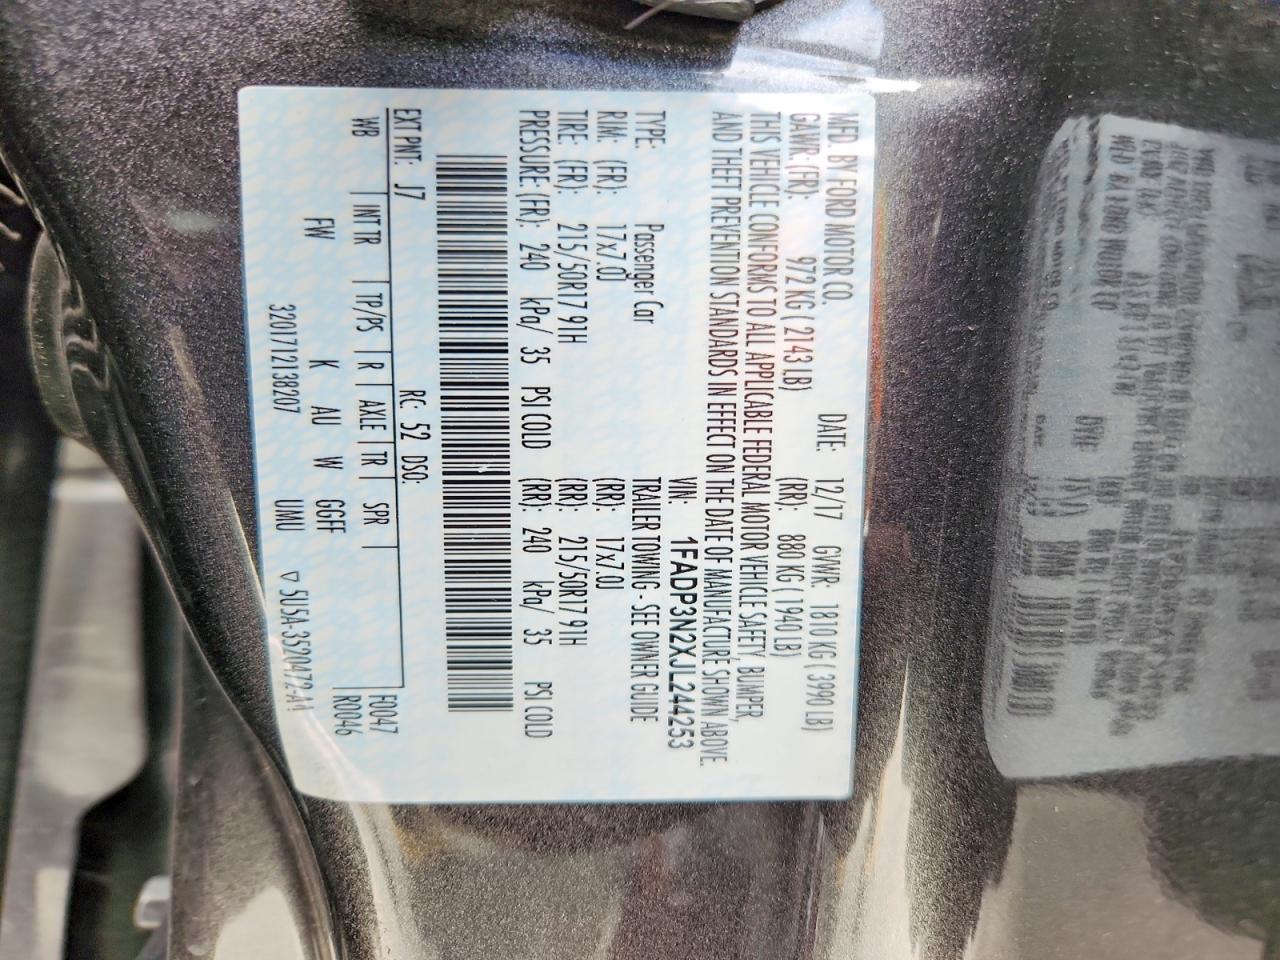 MFD. BY FORD MOTOR CO.
DATE: 12/17 GVWR: 1810 KG ( 3990 LB)
GAWR: (FR): 972 KG ( 2143 LB) (RR): 880 KG ( 1940 LB)
THIS VEHICLE CONFORMS TO ALL APPLICABLE FEDERAL MOTOR VEHICLE SAFETY, BUMPER,
AND THEFT PREVENTION STANDARDS IN EFFECT ON THE DATE OF MANUFACTURE SHOWN ABOVE.
VIN: 1FADP3N2XJL244253
TYPE: Passenger Car TRAILER TOWING - SEE OWNER GUIDE
RIM: (FR): 17x7.0J (RR): 17x7.0J
TIRE: (FR): 215/50R17 91H (RR): 215/50R17 91H
PRESSURE: (FR): 240 kPa/ 35 PSI COLD (RR): 240 kPa/ 35 PSI COLD
EXT PNT: J7 RC: 52 DSO: F0047
WB INT TR TP/PS R AXLE TR SPR R0046
FW K AU W GGFF
3201712138207 UNU ▽ 5U5A-3520472-AA